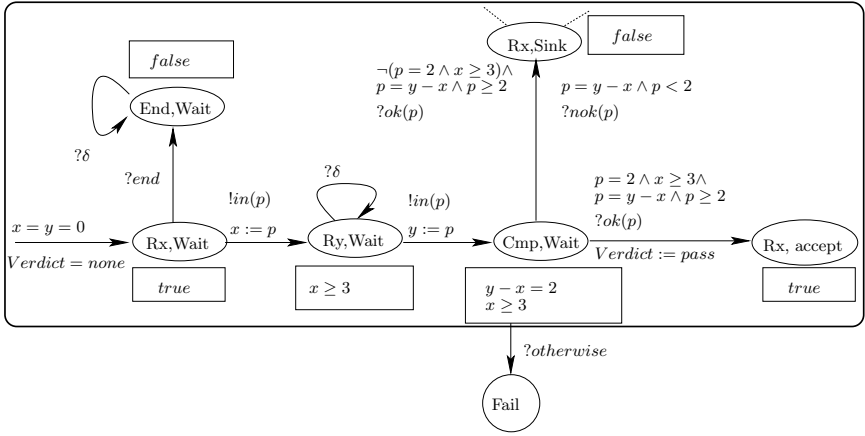 false
End,Wait
?δ
?end
x = y = 0
Verdict = none
Rx,Wait
true
!in(p)
x := p
?δ
Ry,Wait
x ≥ 3
!in(p)
y := p
Rx,Sink
false
¬(p = 2 ∧ x ≥ 3)∧
p = y − x ∧ p ≥ 2
?ok(p)
p = y − x ∧ p < 2
?nok(p)
Cmp,Wait
y − x = 2
x ≥ 3
p = 2 ∧ x ≥ 3∧
p = y − x ∧ p ≥ 2
?ok(p)
Verdict := pass
Rx, accept
true
?otherwise
Fail